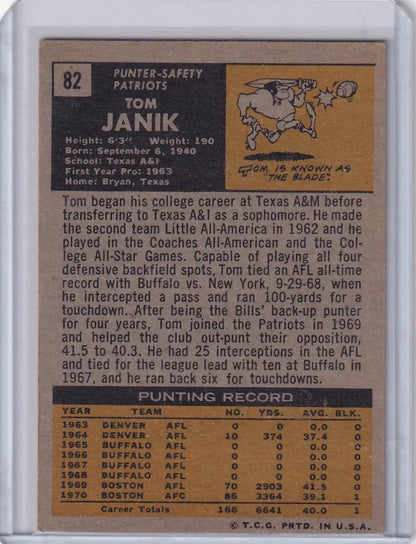 82
PUNTER-SAFETY
PATRIOTS
TOM
JANIK
Height: 6'3" Weight: 190
Born: September 6, 1940
School: Texas A&I
First Year Pro: 1963
Home: Bryan, Texas
TOM IS KNOWN AS
"THE BLADE."
Tom began his college career at Texas A&M before
transferring to Texas A&I as a sophomore. He made
the second team Little All-America in 1962 and he
played in the Coaches All-American and the Col-
lege All-Star Games. Capable of playing all four
defensive backfield spots, Tom tied an AFL all-time
record with Buffalo vs. New York, 9-29-68, when
he intercepted a pass and ran 100-yards for a
touchdown. After being the Bills' back-up punter
for four years, Tom joined the Patriots in 1969
and helped the club out-punt their opposition,
41.5 to 40.3. He had 25 interceptions in the AFL
and tied for the league lead with ten at Buffalo in
1967, and he ran back six for touchdowns.
PUNTING RECORD
YEAR TEAM NO. YDS. AVG. BLK.
1963 DENVER AFL 0 0 0.0 0
1964 DENVER AFL 10 374 37.4 0
1965 BUFFALO AFL 0 0 0.0 0
1966 BUFFALO AFL 0 0 0.0 0
1967 BUFFALO AFL 0 0 0.0 0
1968 BUFFALO AFL 0 0 0.0 0
1969 BOSTON AFL 70 2903 41.5 0
1970 BOSTON AFC 86 3364 39.1 1
Career Totals 166 6641 40.0 1
© T.C.G. PRTD. IN U.S.A.